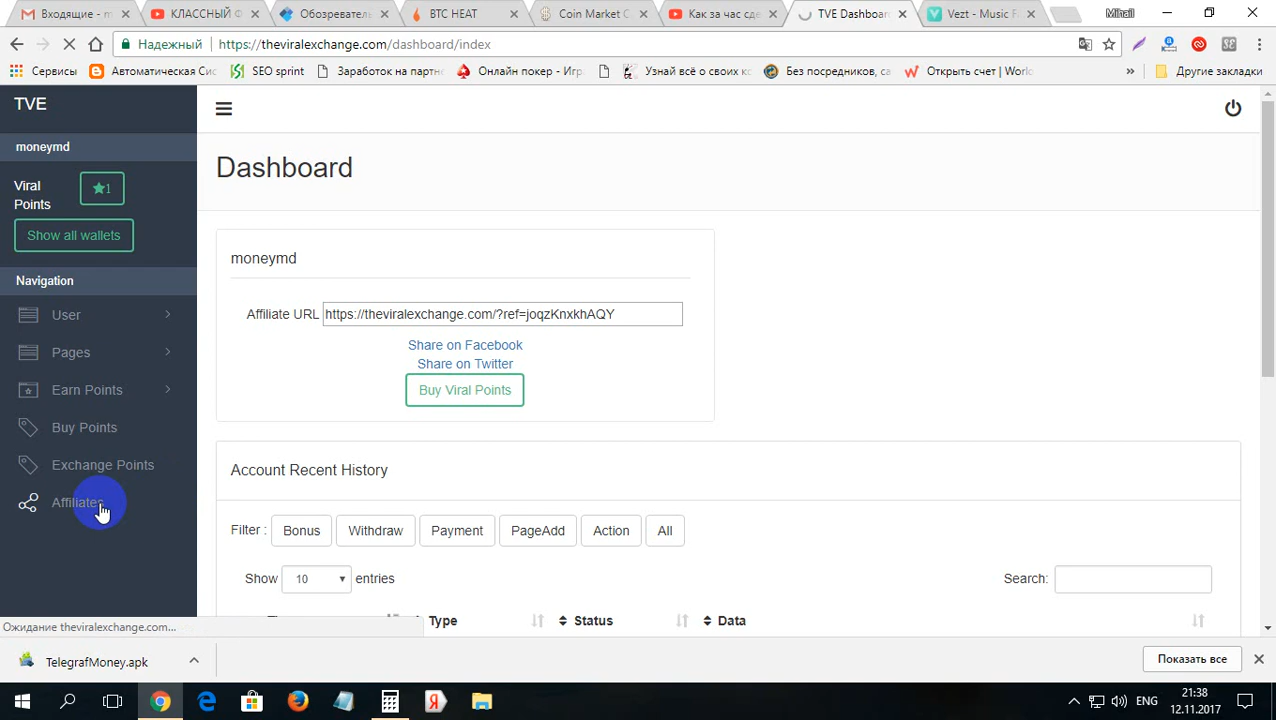 Входящие - m
КЛАССНЫЙ Ф
Обозреватель
BTC HEAT
Coin Market C
Как за час сде
TVE Dashboar
Vezt - Music F
Mihail
Надежный
https://theviralexchange.com/dashboard/index
Сервисы
Автоматическая Сис
SEO sprint
Заработок на партне
Онлайн покер - Игр
Узнай всё о своих ко
Без посредников, са
Открыть счет | Worl
»
Другие закладки
TVE
moneymd
Viral
Points
1
Show all wallets
Navigation
User
Pages
Earn Points
Buy Points
Exchange Points
Affiliates
Dashboard
moneymd
Affiliate URL
https://theviralexchange.com/?ref=joqzKnxkhAQY
Share on Facebook
Share on Twitter
Buy Viral Points
Account Recent History
Filter :
Bonus
Withdraw
Payment
PageAdd
Action
All
Show 10 entries
Search:
Type
Status
Data
Ожидание theviralexchange.com...
TelegrafMoney.apk
Показать все
ENG
21:38
12.11.2017